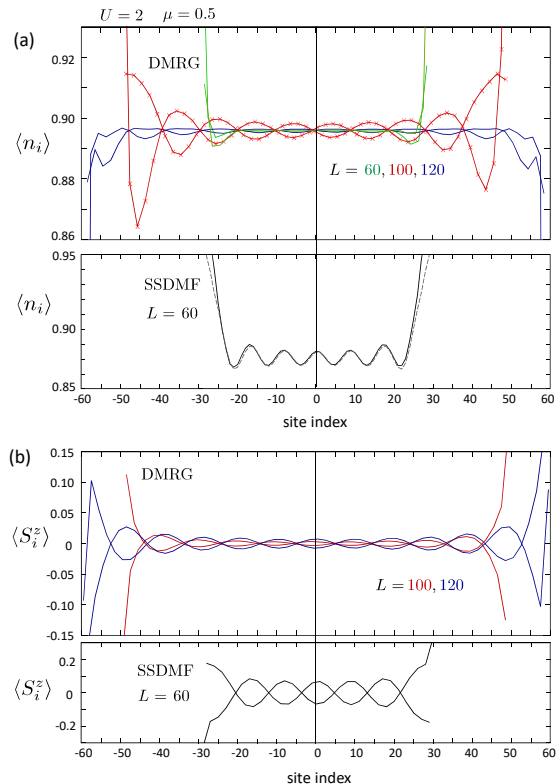 U = 2 μ = 0.5
(a)
DMRG
⟨n_i⟩
L = 60, 100, 120
0.92
0.90
0.88
0.86
SSDMF
L = 60
⟨n_i⟩
0.95
0.90
0.85
-60 -50 -40 -30 -20 -10 0 10 20 30 40 50 60
site index
(b)
DMRG
⟨S_i^z⟩
L = 100, 120
0.15
0.10
0.05
0
-0.05
-0.10
-0.15
SSDMF
L = 60
⟨S_i^z⟩
0.2
0
-0.2
-60 -50 -40 -30 -20 -10 0 10 20 30 40 50 60
site index